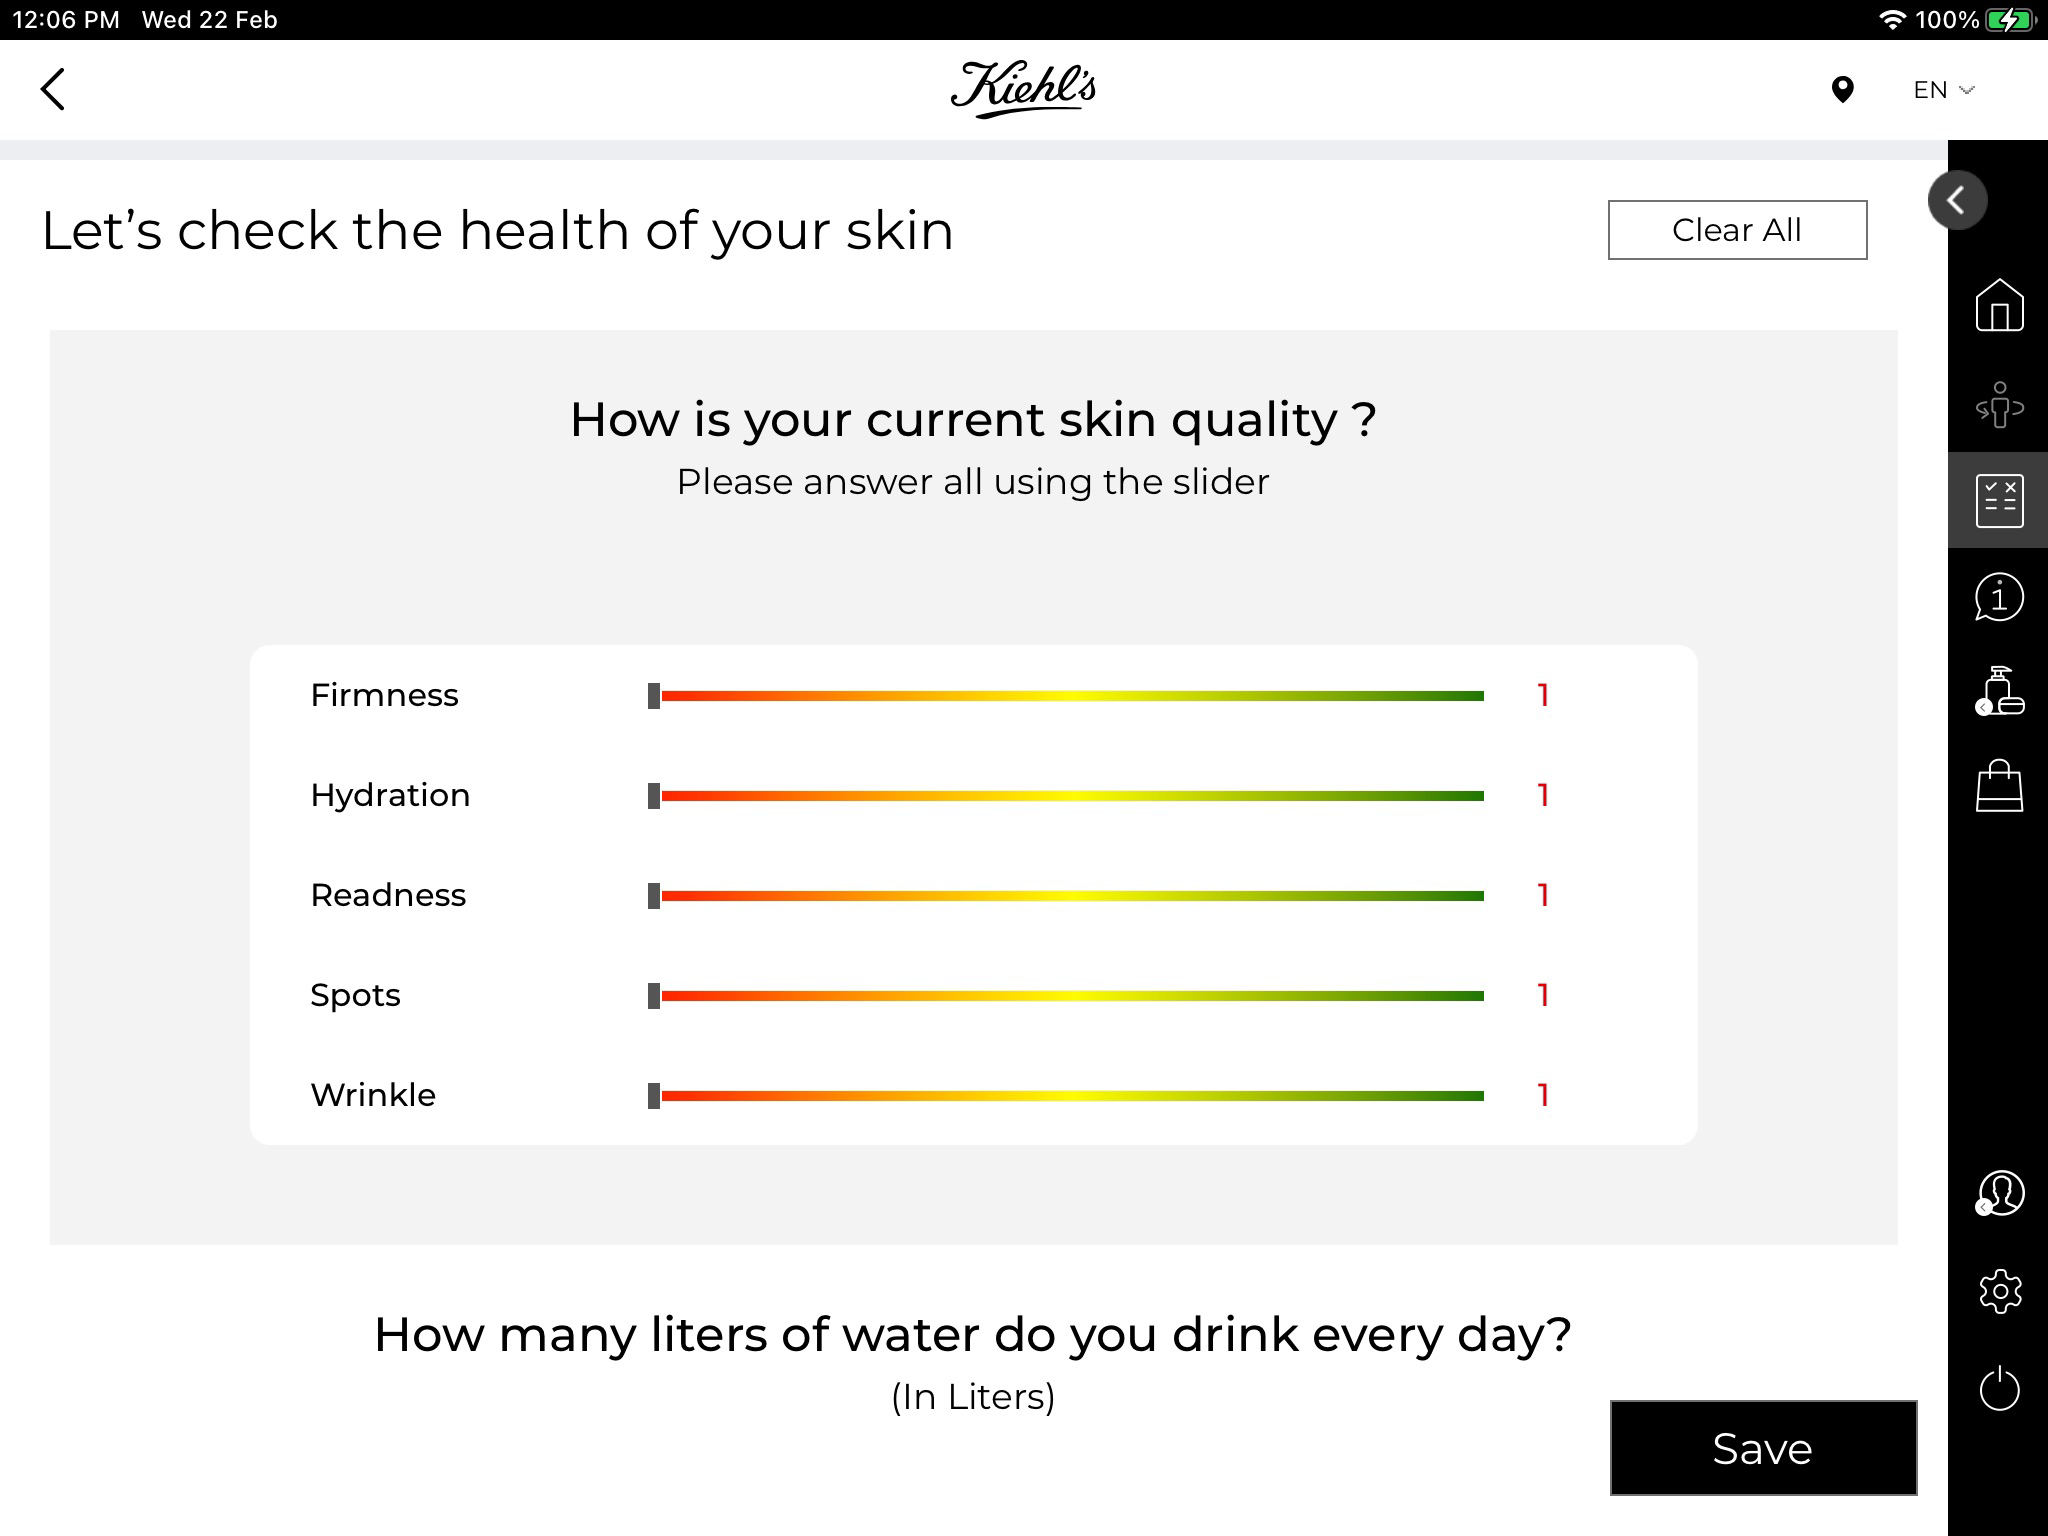 12:06 PM Wed 22 Feb 100%
Kiehl's
EN
Let's check the health of your skin
Clear All
How is your current skin quality ?
Please answer all using the slider
Firmness 1
Hydration 1
Readness 1
Spots 1
Wrinkle 1
How many liters of water do you drink every day?
(In Liters)
Save